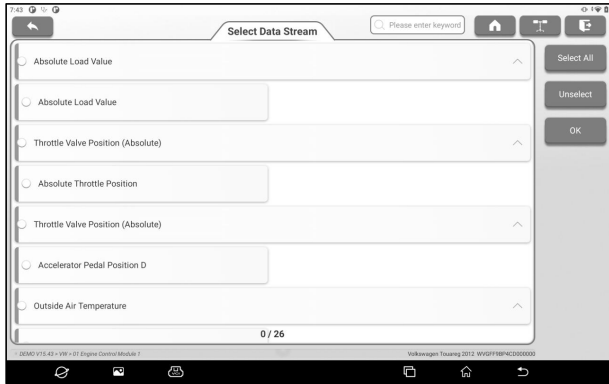 7:42
Select Data Stream
Please enter keyword
Absolute Load Value
Select All
Absolute Load Value
Unselect
Throttle Valve Position (Absolute)
OK
Absolute Throttle Position
Throttle Valve Position (Absolute)
Accelerator Pedal Position D
Outside Air Temperature
0 / 26
DEMO V15.43 > VW > 01 Engine Control Module 1
Volkswagen Touareg 2012 WVGFF9BP4CD000000